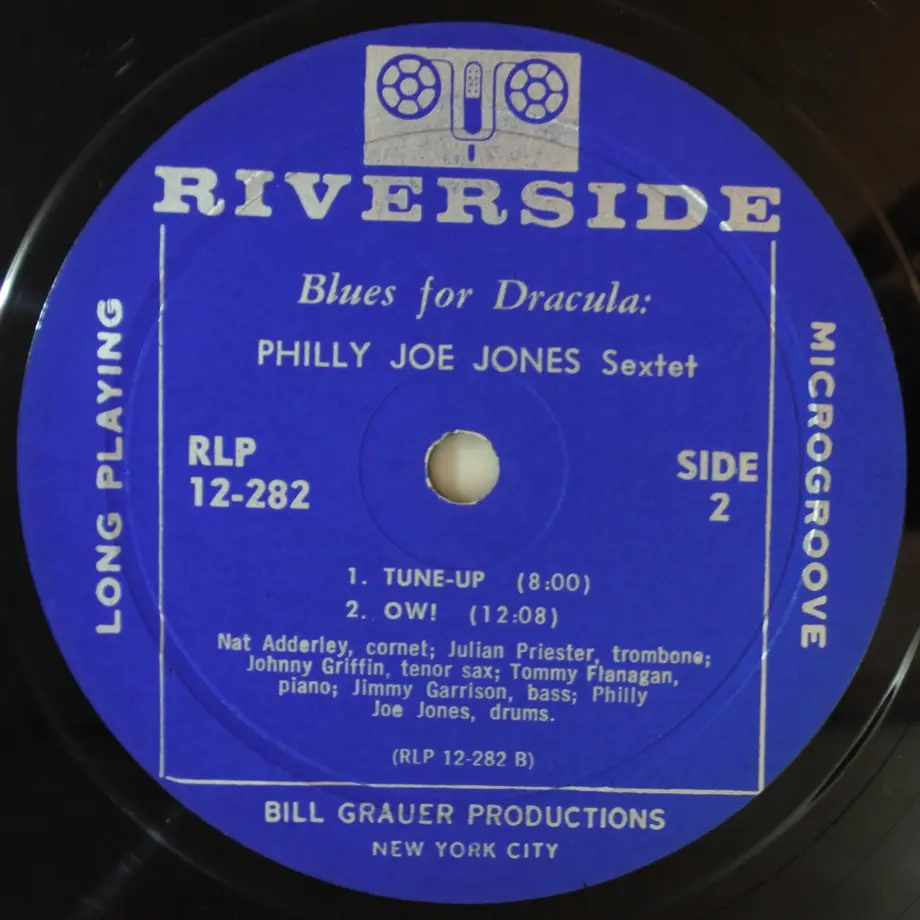 RIVERSIDE
Blues for Dracula:
PHILLY JOE JONES Sextet
LONG PLAYING
MICROGROOVE
RLP
12-282
SIDE
2
1. TUNE-UP (8:00)
2. OW! (12:08)
Nat Adderley, cornet; Julian Priester, trombone;
Johnny Griffin, tenor sax; Tommy Flanagan,
piano; Jimmy Garrison, bass; Philly
Joe Jones, drums.
(RLP 12-282 B)
BILL GRAUER PRODUCTIONS
NEW YORK CITY